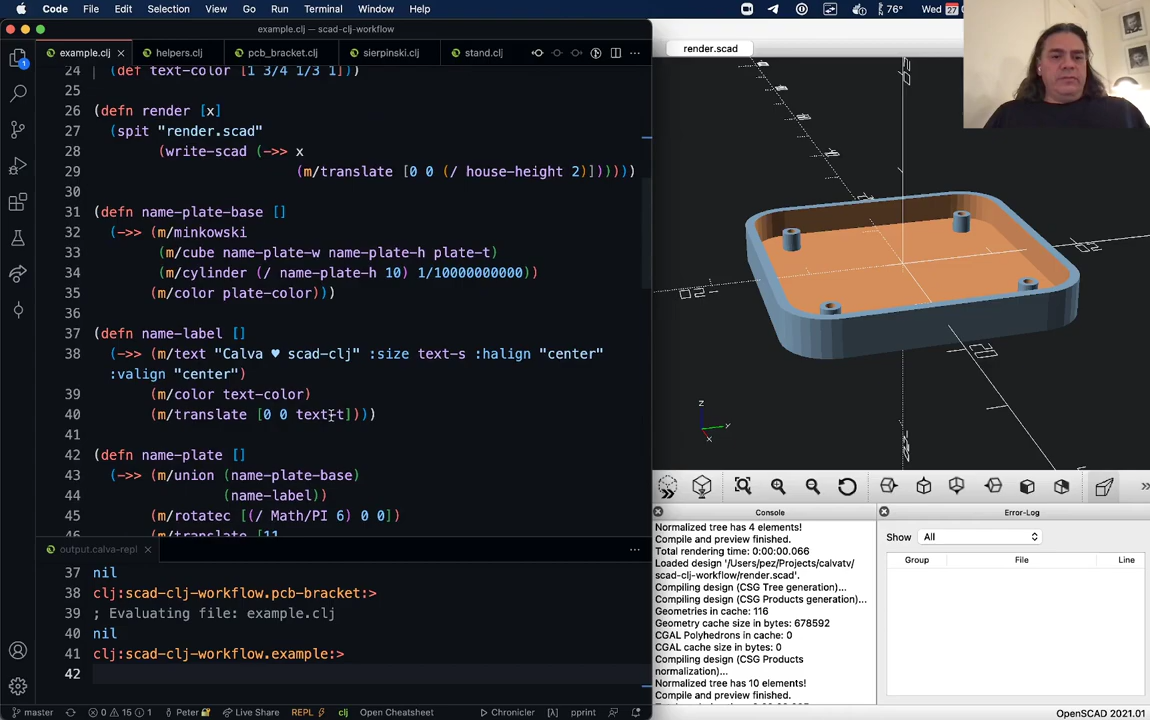 Code File Edit Selection View Go Run Terminal Window Help 76° Wed 27
example.clj — scad-clj-workflow
example.clj helpers.clj pcb_bracket.clj sierpinski.clj stand.clj
24 (def text-color [1 3/4 1/3 1]))
25
26 (defn render [x]
27 (spit "render.scad"
28 (write-scad (->> x
29 (m/translate [0 0 (/ house-height 2)])))))
30
31 (defn name-plate-base []
32 (->> (m/minkowski
33 (m/cube name-plate-w name-plate-h plate-t)
34 (m/cylinder (/ name-plate-h 10) 1/10000000000))
35 (m/color plate-color)))
36
37 (defn name-label []
38 (->> (m/text "Calva ♥ scad-clj" :size text-s :halign "center"
:valign "center")
39 (m/color text-color)
40 (m/translate [0 0 text-t])))
41
42 (defn name-plate []
43 (->> (m/union (name-plate-base)
44 (name-label))
45 (m/rotatec [(/ Math/PI 6) 0 0])
46 (m/translate [11
output.calva-repl
37 nil
38 clj:scad-clj-workflow.pcb-bracket:>
39 ; Evaluating file: example.clj
40 nil
41 clj:scad-clj-workflow.example:>
42
master 0 15 1 Peter Live Share REPL clj Open Cheatsheet Chronicler [λ] pprint
render.scad
20
Z
Y
X
Console
Normalized tree has 4 elements!
Compile and preview finished.
Total rendering time: 0:00:00.066
Loaded design '/Users/pez/Projects/calvatv/
scad-clj-workflow/render.scad'.
Compiling design (CSG Tree generation)...
Compiling design (CSG Products generation)...
Geometries in cache: 116
Geometry cache size in bytes: 678592
CGAL Polyhedrons in cache: 0
CGAL cache size in bytes: 0
Compiling design (CSG Products
normalization)...
Normalized tree has 10 elements!
Compile and preview finished.
Error-Log
Show All
Group File Line
OpenSCAD 2021.01